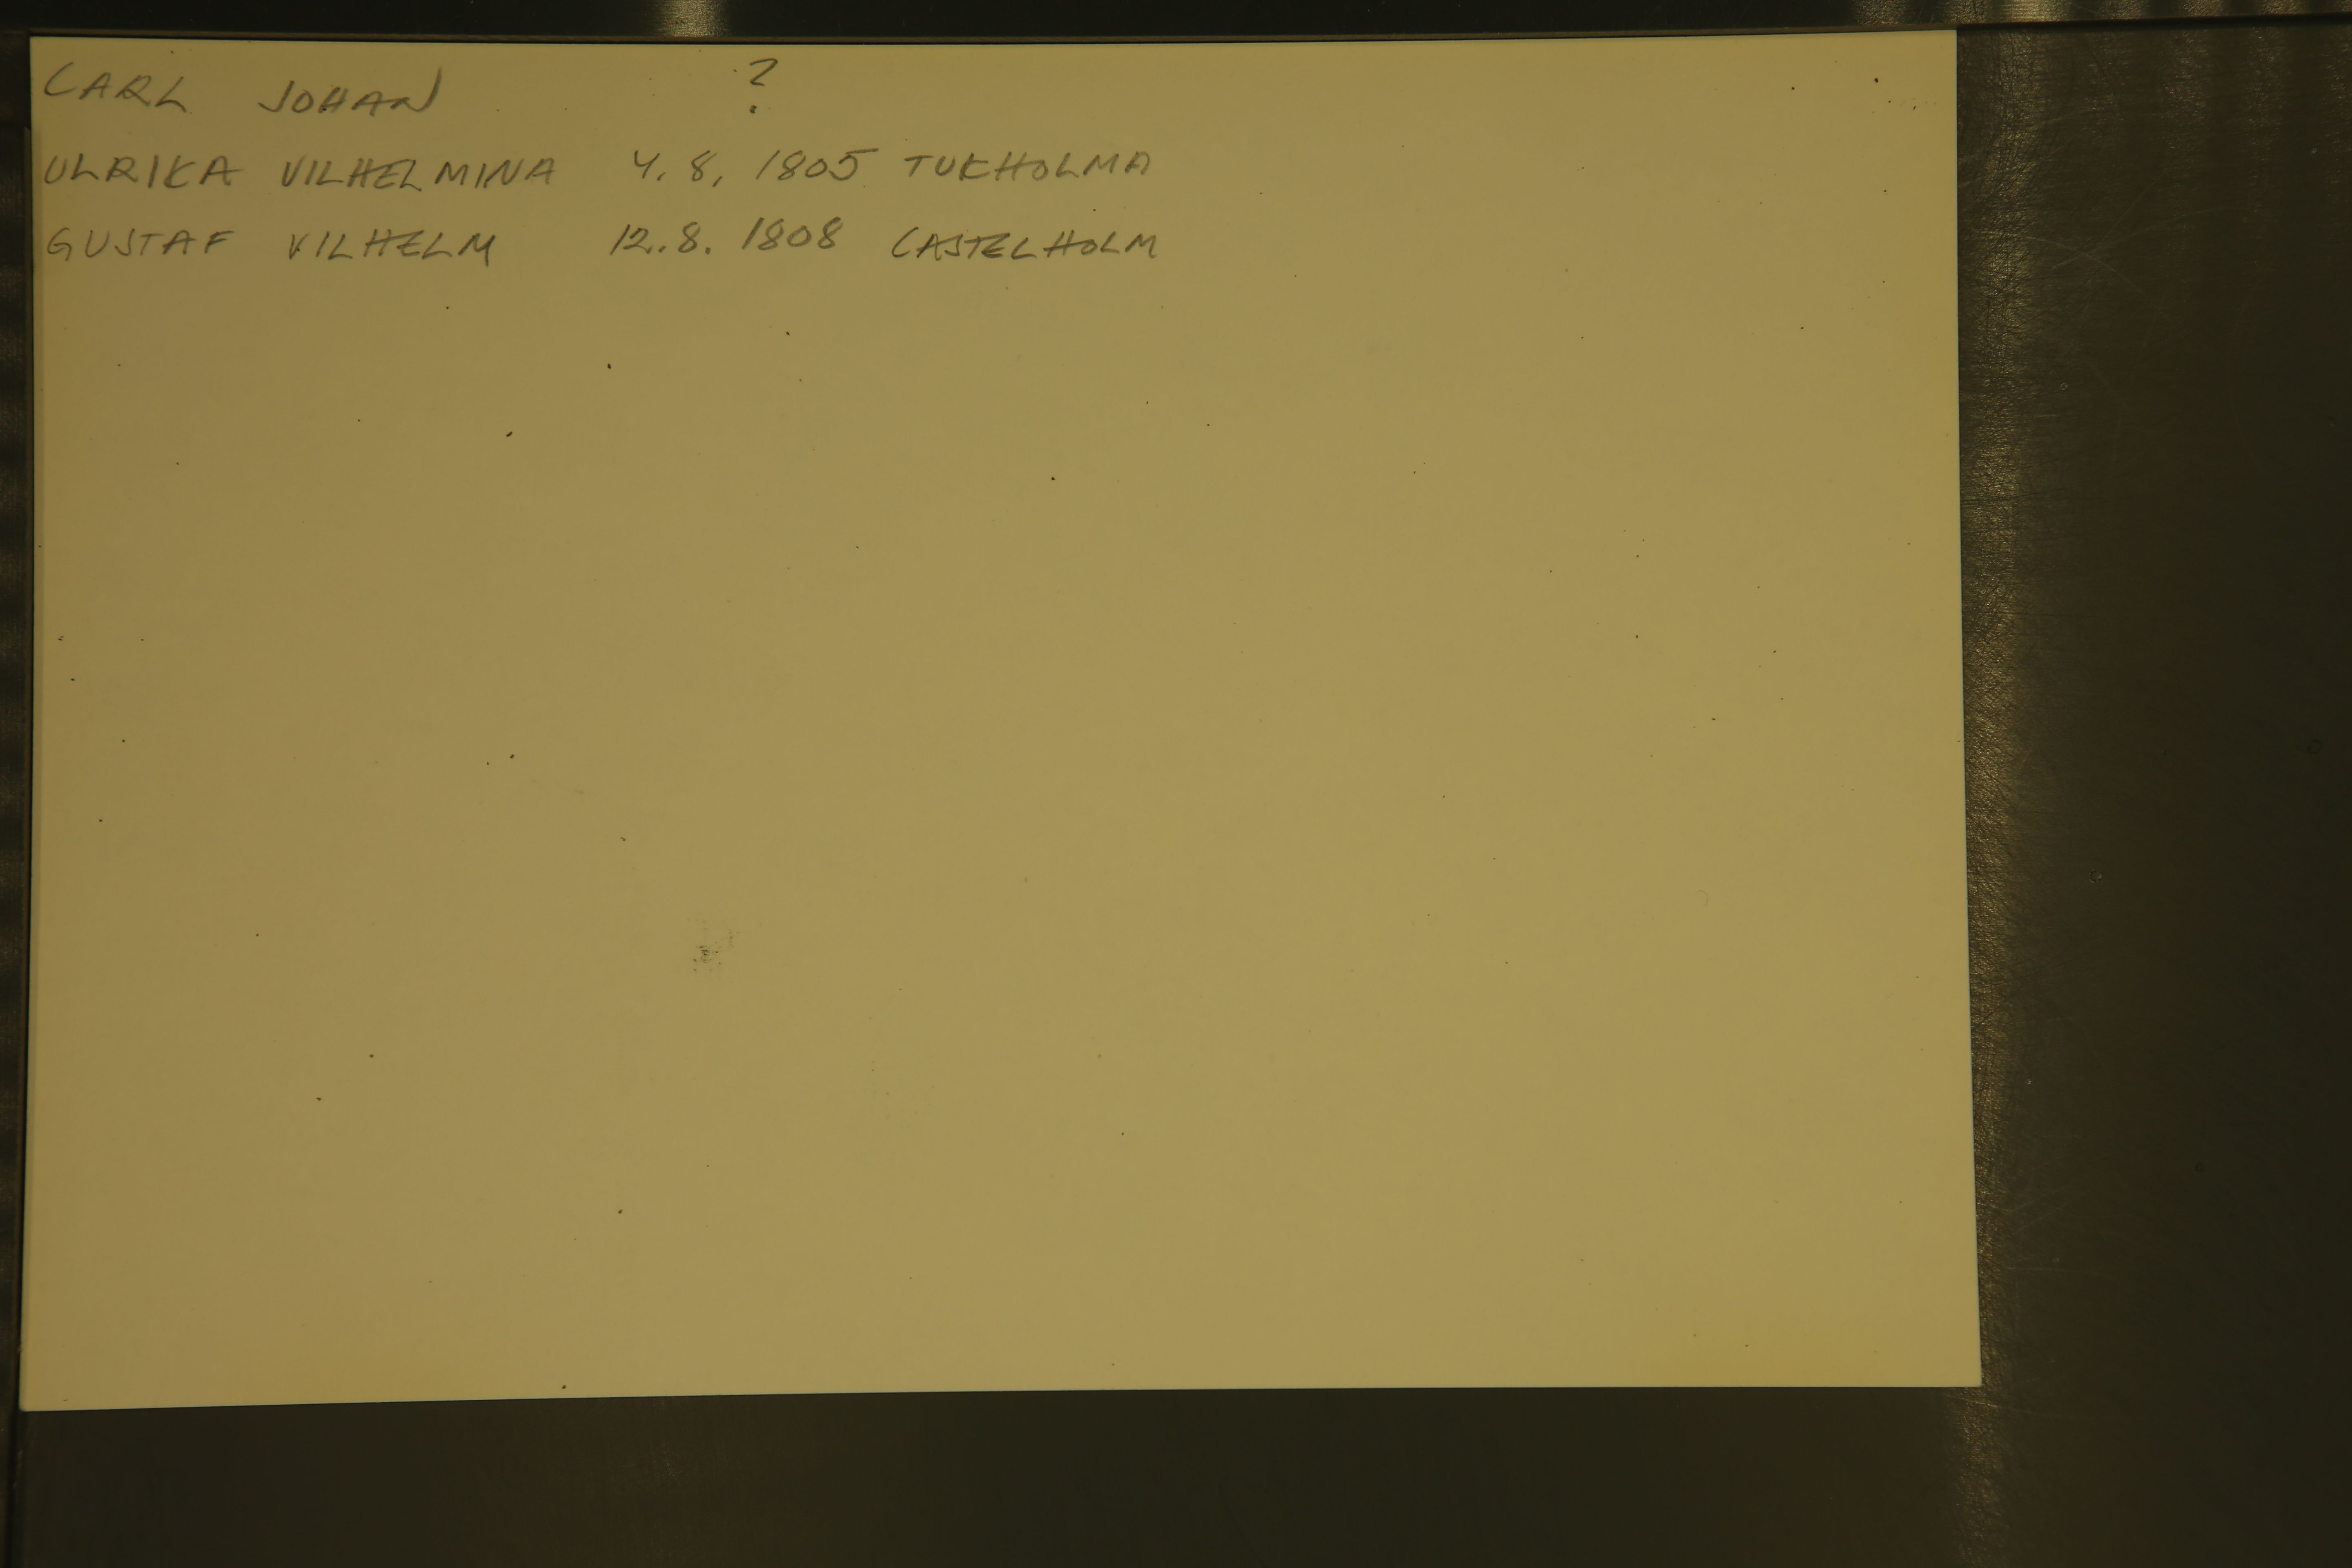 CARL JOHAN ?
ULRIKA VILHELMINA 4.8. 1805 TUKHOLMA
GUSTAF VILHELM 12.8. 1808 CASTELHOLM